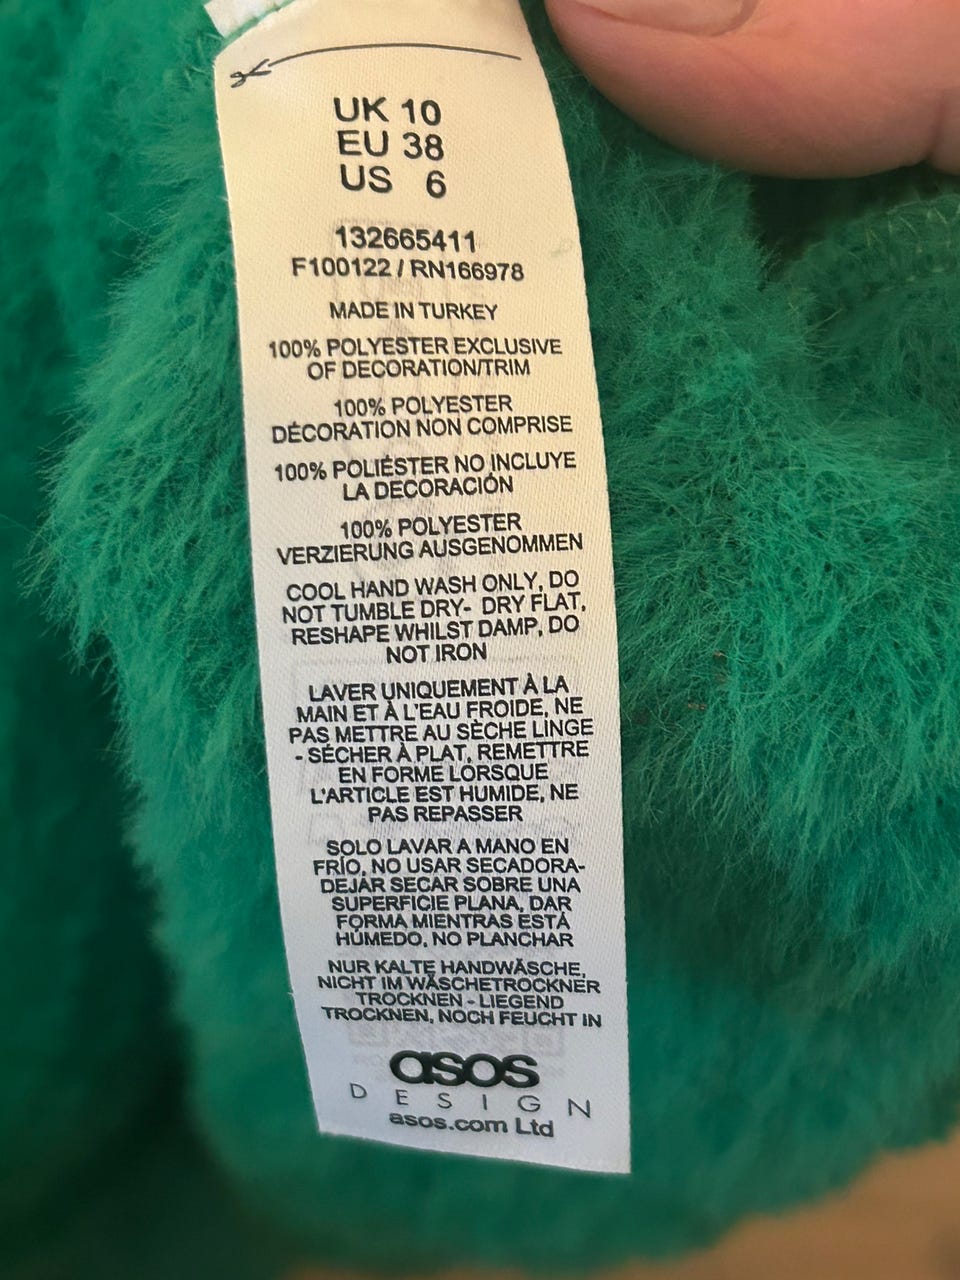 UK 10
EU 38
US 6
132665411
F100122 / RN166978
MADE IN TURKEY
100% POLYESTER EXCLUSIVE
OF DECORATION/TRIM
100% POLYESTER
DÉCORATION NON COMPRISE
100% POLIÉSTER NO INCLUYE
LA DECORACIÓN
100% POLYESTER
VERZIERUNG AUSGENOMMEN
COOL HAND WASH ONLY, DO
NOT TUMBLE DRY- DRY FLAT,
RESHAPE WHILST DAMP, DO
NOT IRON
LAVER UNIQUEMENT À LA
MAIN ET À L'EAU FROIDE, NE
PAS METTRE AU SÈCHE LINGE
- SÉCHER À PLAT, REMETTRE
EN FORME LORSQUE
L'ARTICLE EST HUMIDE, NE
PAS REPASSER
SOLO LAVAR A MANO EN
FRÍO, NO USAR SECADORA-
DEJAR SECAR SOBRE UNA
SUPERFICIE PLANA, DAR
FORMA MIENTRAS ESTÁ
HÚMEDO, NO PLANCHAR
NUR KALTE HANDWÄSCHE,
NICHT IM WÄSCHETROCKNER
TROCKNEN - LIEGEND
TROCKNEN, NOCH FEUCHT IN
asos
DESIGN
asos.com Ltd